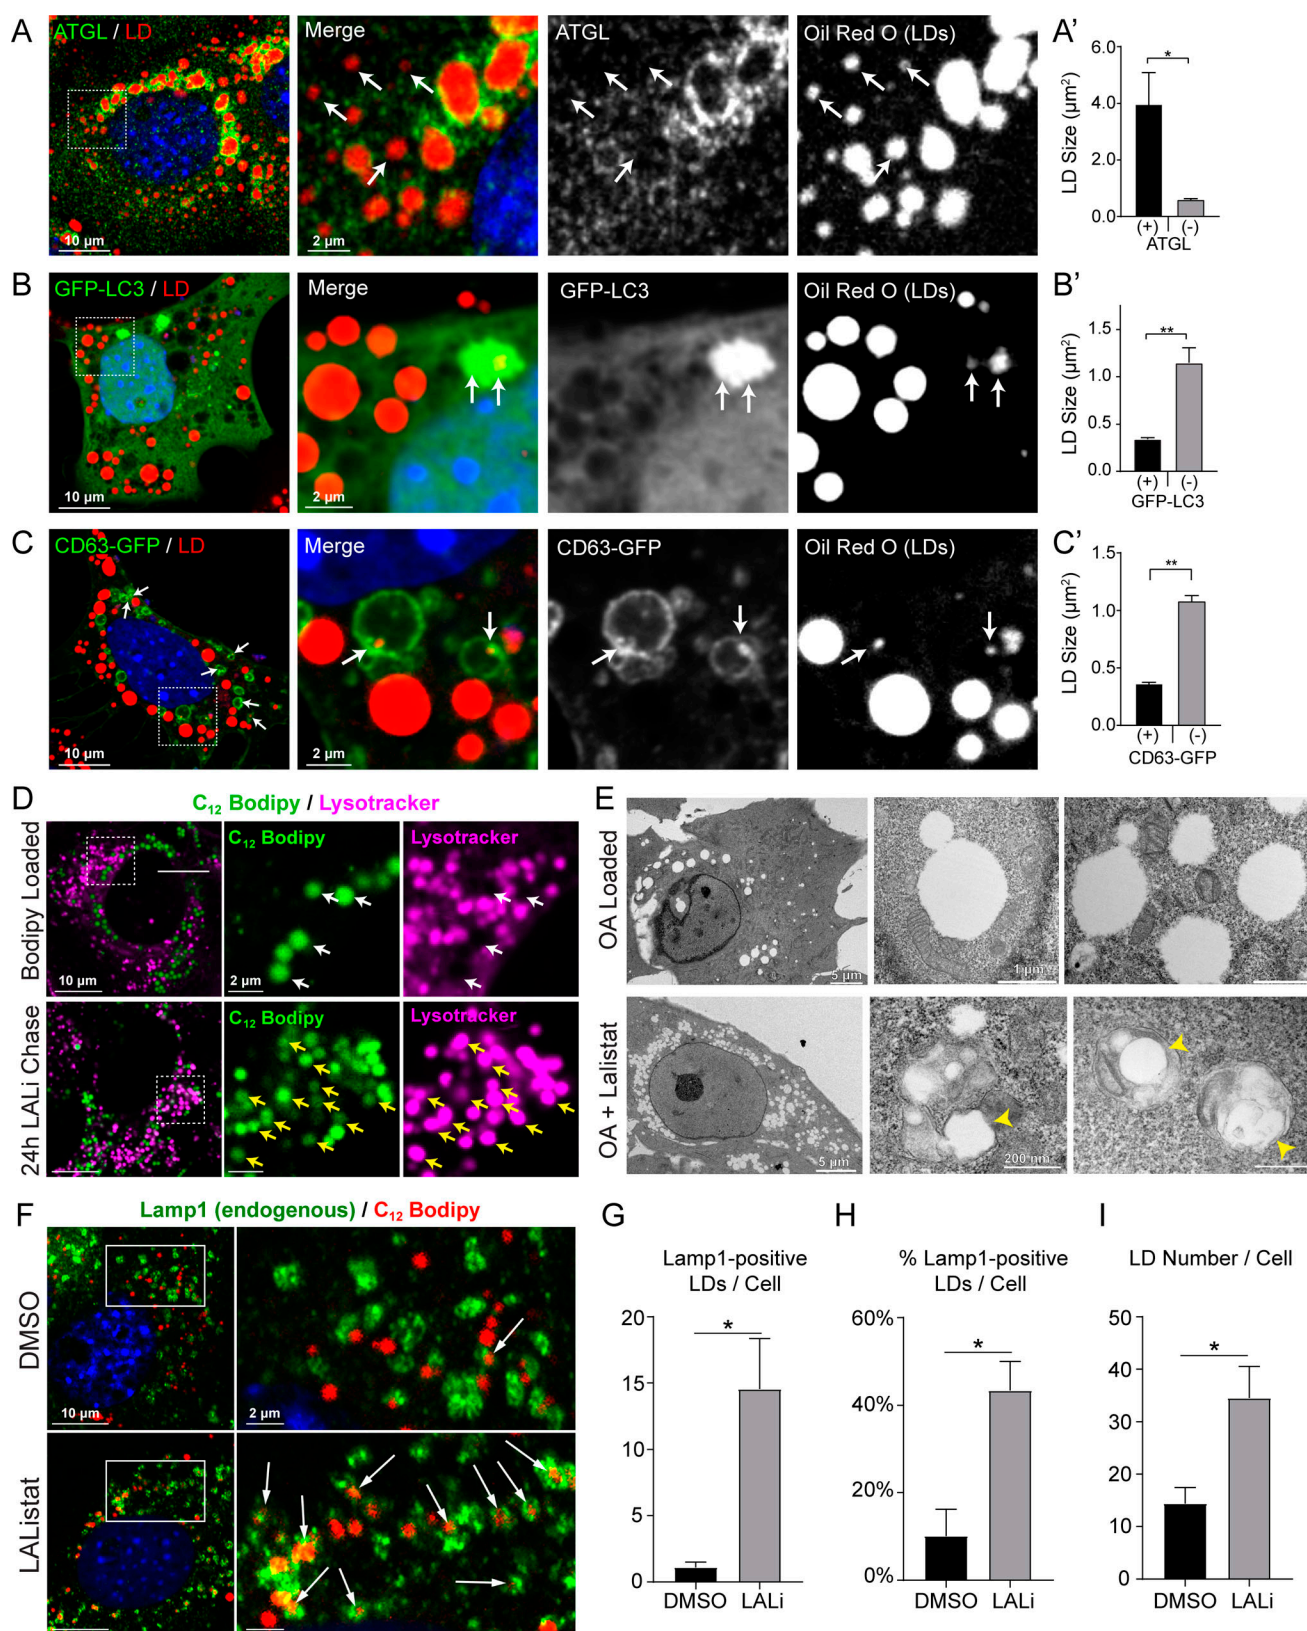 A
ATGL / LD
10 µm
Merge
2 µm
ATGL
Oil Red O (LDs)
A'
LD Size (µm²)
6.0
4.0
2.0
0.0
*
(+)
(-)
ATGL
B
GFP-LC3 / LD
10 µm
Merge
2 µm
GFP-LC3
Oil Red O (LDs)
B'
LD Size (µm²)
1.5
1.0
0.5
0.0
**
(+)
(-)
GFP-LC3
C
CD63-GFP / LD
10 µm
Merge
2 µm
CD63-GFP
Oil Red O (LDs)
C'
LD Size (µm²)
1.5
1.0
0.5
0.0
**
(+)
(-)
CD63-GFP
D
C₁₂ Bodipy / Lysotracker
Bodipy Loaded
10 µm
C₁₂ Bodipy
2 µm
Lysotracker
24h LALi Chase
C₁₂ Bodipy
Lysotracker
E
OA Loaded
5 µm
1 µm
OA + Lalistat
5 µm
200 nm
F
Lamp1 (endogenous) / C₁₂ Bodipy
DMSO
10 µm
2 µm
LAListat
G
Lamp1-positive
LDs / Cell
20
15
10
5
0
*
DMSO
LALi
H
% Lamp1-positive
LDs / Cell
60%
40%
20%
0%
*
DMSO
LALi
I
LD Number / Cell
50
40
30
20
10
0
*
DMSO
LALi